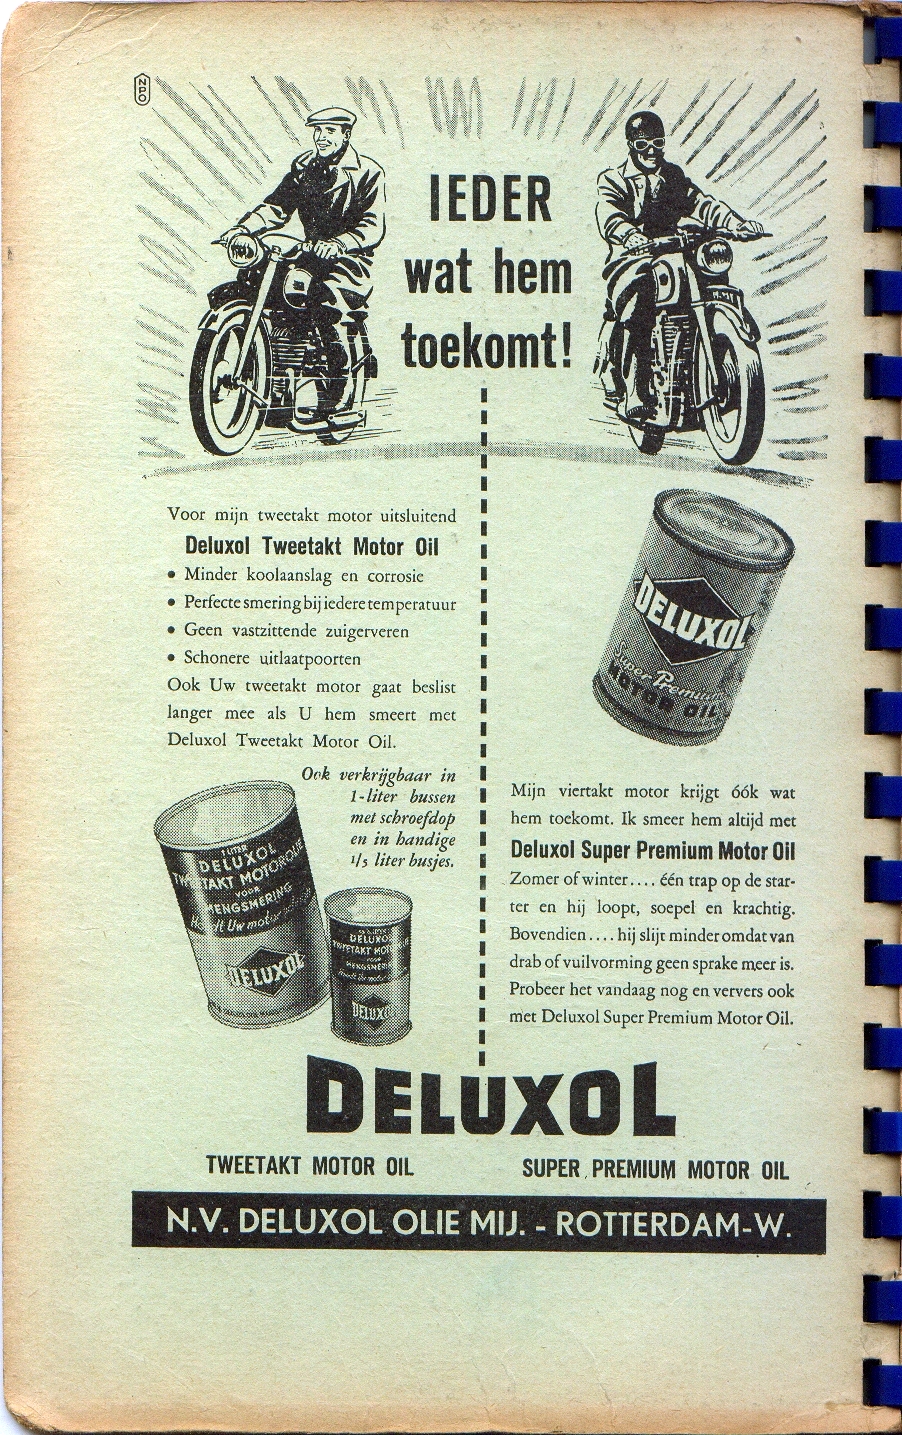 NPO
IEDER
wat hem
toekomt!
Voor mijn tweetakt motor uitsluitend
Deluxol Tweetakt Motor Oil
• Minder koolaanslag en corrosie
• Perfecte smering bij iedere temperatuur
• Geen vastzittende zuigerveren
• Schonere uitlaatpoorten
Ook Uw tweetakt motor gaat beslist
langer mee als U hem smeert met
Deluxol Tweetakt Motor Oil.
Ook verkrijgbaar in
1-liter bussen
met schroefdop
en in handige
1/5 liter busjes.
1 LITER
DELUXOL
TWEETAKT MOTOROLIE
VOOR
MENGSMERING
Uw motor
DELUXOL
DELUXOL
TWEETAKT MOTOR
VOOR
MENGSMERING
DELUXOL
DELUXOL
Super Premium
MOTOR OIL
Mijn viertakt motor krijgt óók wat
hem toekomt. Ik smeer hem altijd met
Deluxol Super Premium Motor Oil
Zomer of winter.... één trap op de star-
ter en hij loopt, soepel en krachtig.
Bovendien.... hij slijt minder omdat van
drab of vuilvorming geen sprake meer is.
Probeer het vandaag nog en ververs ook
met Deluxol Super Premium Motor Oil.
DELUXOL
TWEETAKT MOTOR OIL
SUPER PREMIUM MOTOR OIL
N.V. DELUXOL OLIE MIJ. - ROTTERDAM-W.